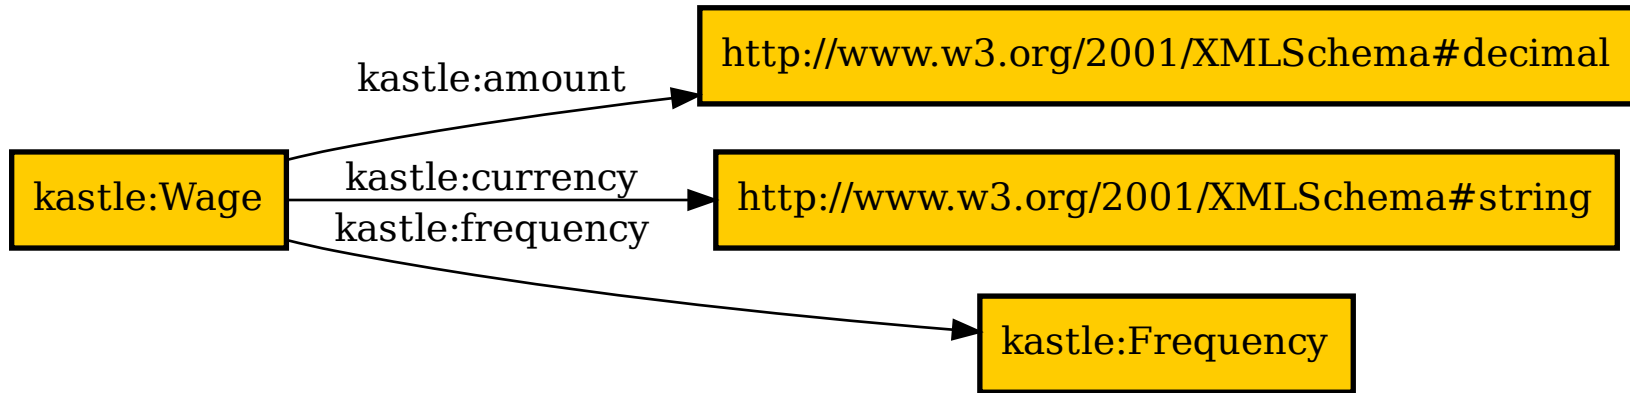 kastle:amount
http://www.w3.org/2001/XMLSchema#decimal
kastle:Wage
kastle:currency
http://www.w3.org/2001/XMLSchema#string
kastle:frequency
kastle:Frequency